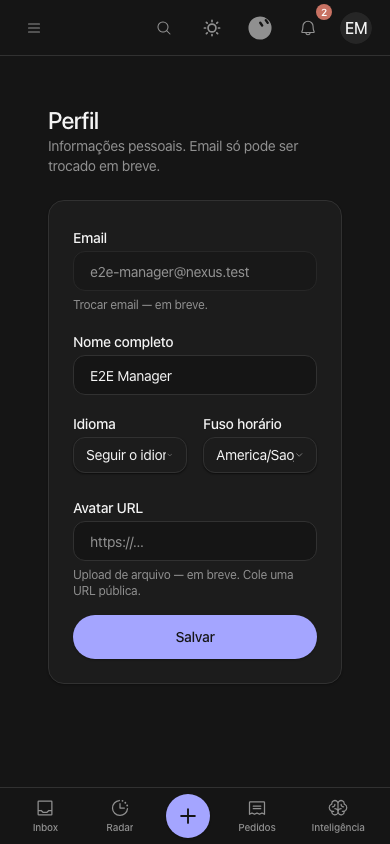 2
EM
Perfil
Informações pessoais. Email só pode ser
trocado em breve.
Email
e2e-manager@nexus.test
Trocar email — em breve.
Nome completo
E2E Manager
Idioma
Fuso horário
Seguir o idior
America/Sao
Avatar URL
https://...
Upload de arquivo — em breve. Cole uma
URL pública.
Salvar
Inbox
Radar
Pedidos
Inteligência